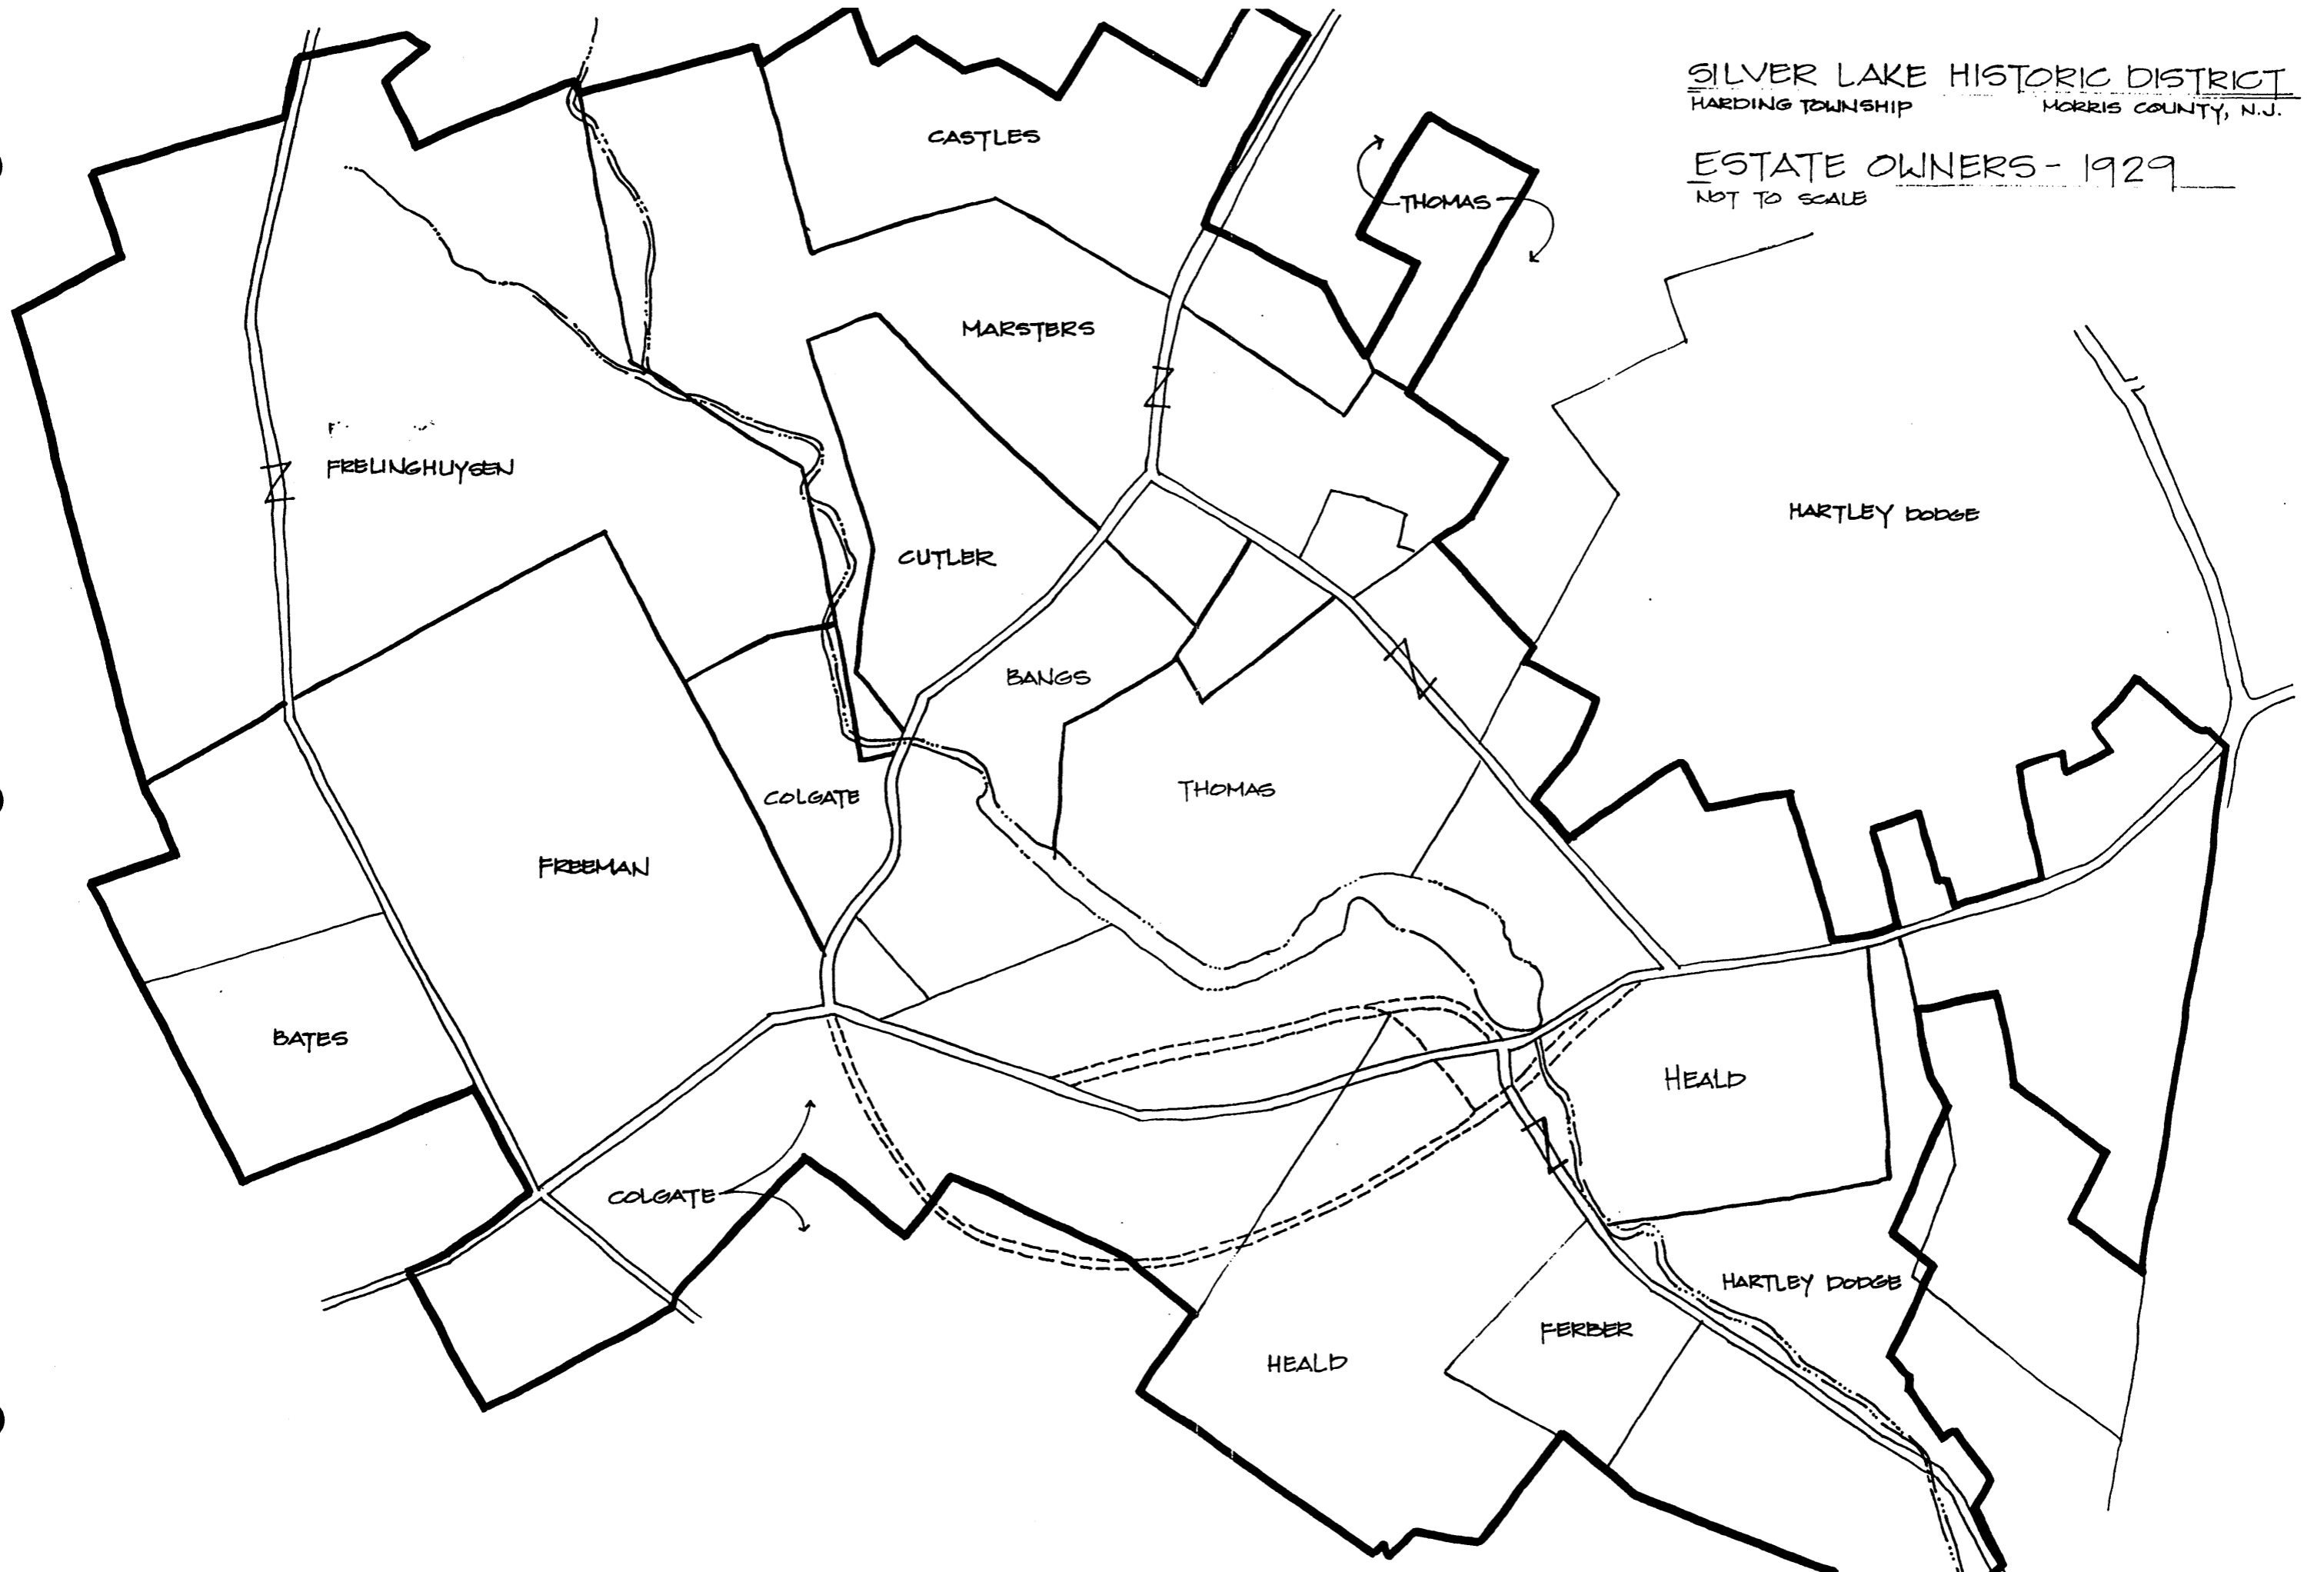 SILVER LAKE HISTORIC DISTRICT
HARDING TOWNSHIP MORRIS COUNTY, N.J.
ESTATE OWNERS - 1929
NOT TO SCALE
CASTLES
THOMAS
MARSTERS
FRELINGHUYSEN
HARTLEY DODGE
CUTLER
BANGS
THOMAS
COLGATE
FREEMAN
BATES
HEALD
COLGATE
HARTLEY DODGE
FERBER
HEALD